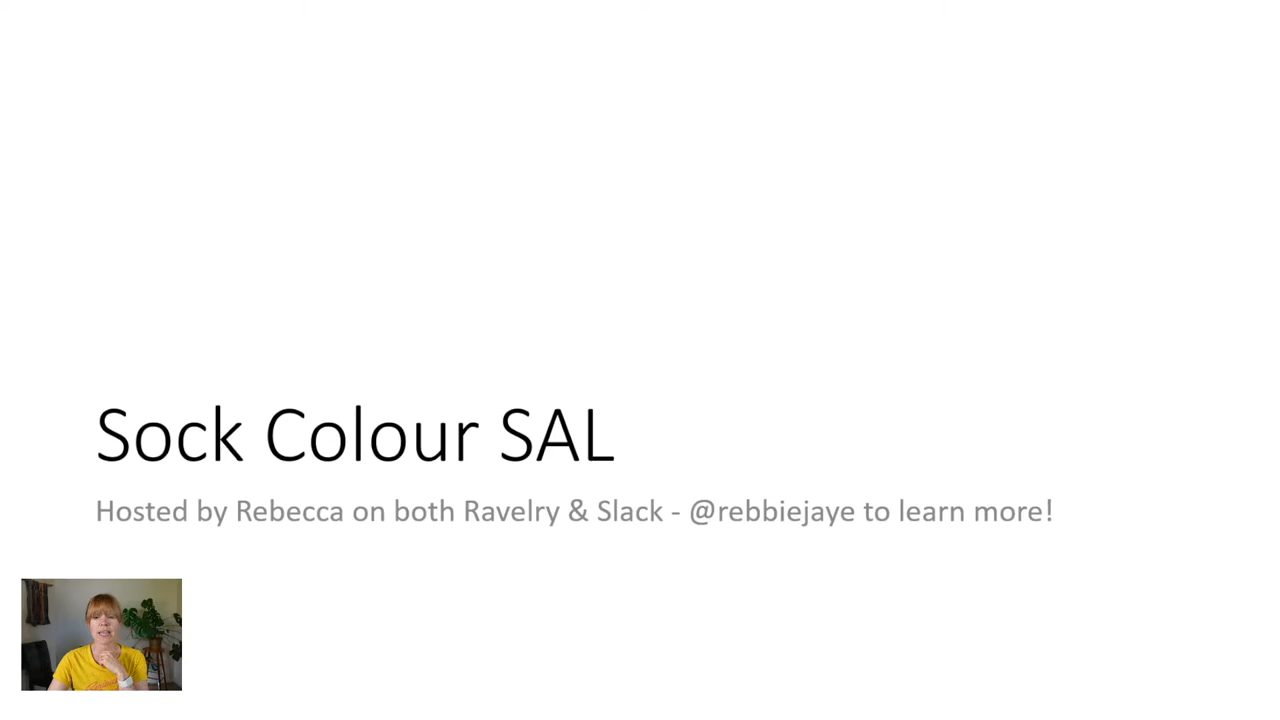 Sock Colour SAL
Hosted by Rebecca on both Ravelry & Slack - @rebbiejaye to learn more!